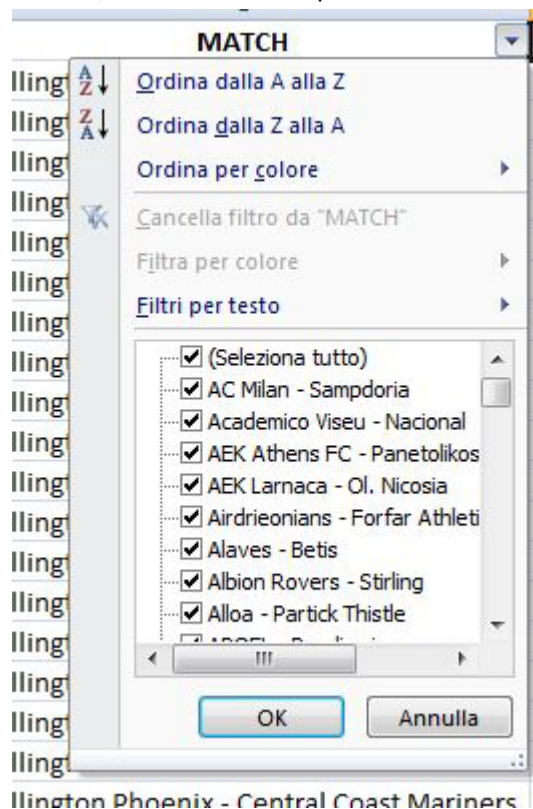 MATCH
Ordina dalla A alla Z
Ordina dalla Z alla A
Ordina per colore
Cancella filtro da "MATCH"
Filtra per colore
Filtri per testo
(Seleziona tutto)
AC Milan - Sampdoria
Academico Viseu - Nacional
AEK Athens FC - Panetolikos
AEK Larnaca - Ol. Nicosia
Airdrieonians - Forfar Athleti
Alaves - Betis
Albion Rovers - Stirling
Alloa - Partick Thistle
OK Annulla
llington Phoenix - Central Coast Mariners